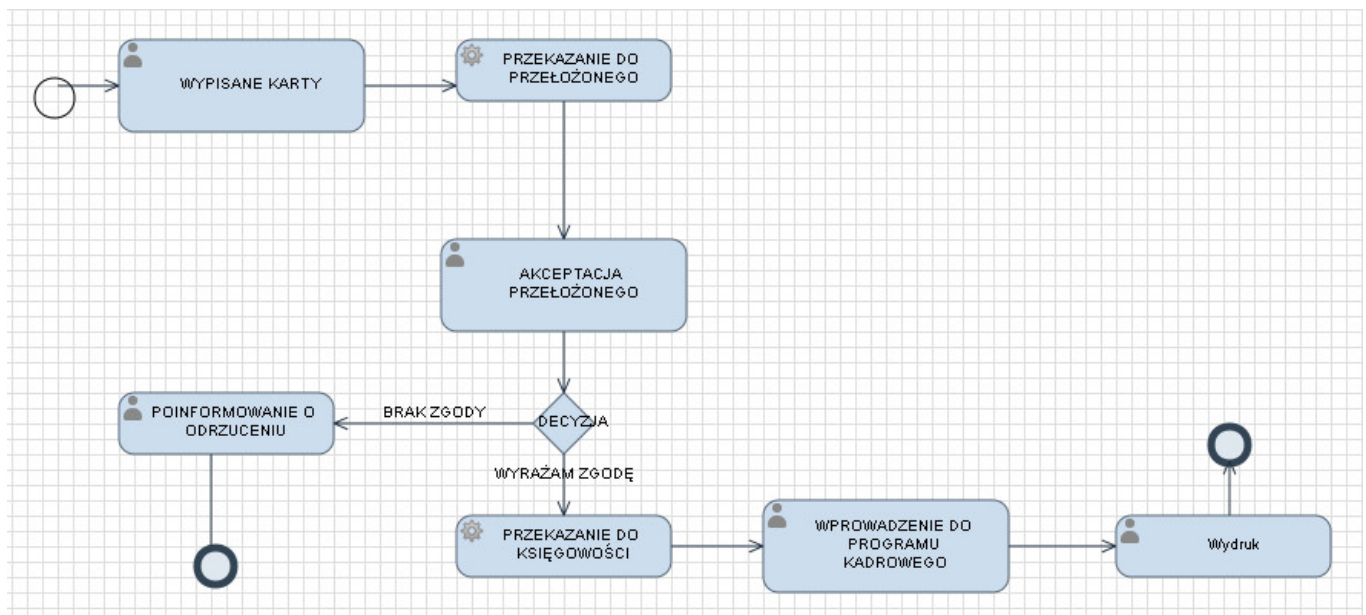 WYPISANE KARTY
PRZEKAZANIE DO
PRZEŁOŻONEGO
AKCEPTACJA
PRZEŁOŻONEGO
DECYZJA
BRAK ZGODY
POINFORMOWANIE O
ODRZUCENIU
WYRAŻAM ZGODĘ
PRZEKAZANIE DO
KSIĘGOWOŚCI
WPROWADZENIE DO
PROGRAMU
KADROWEGO
Wydruk